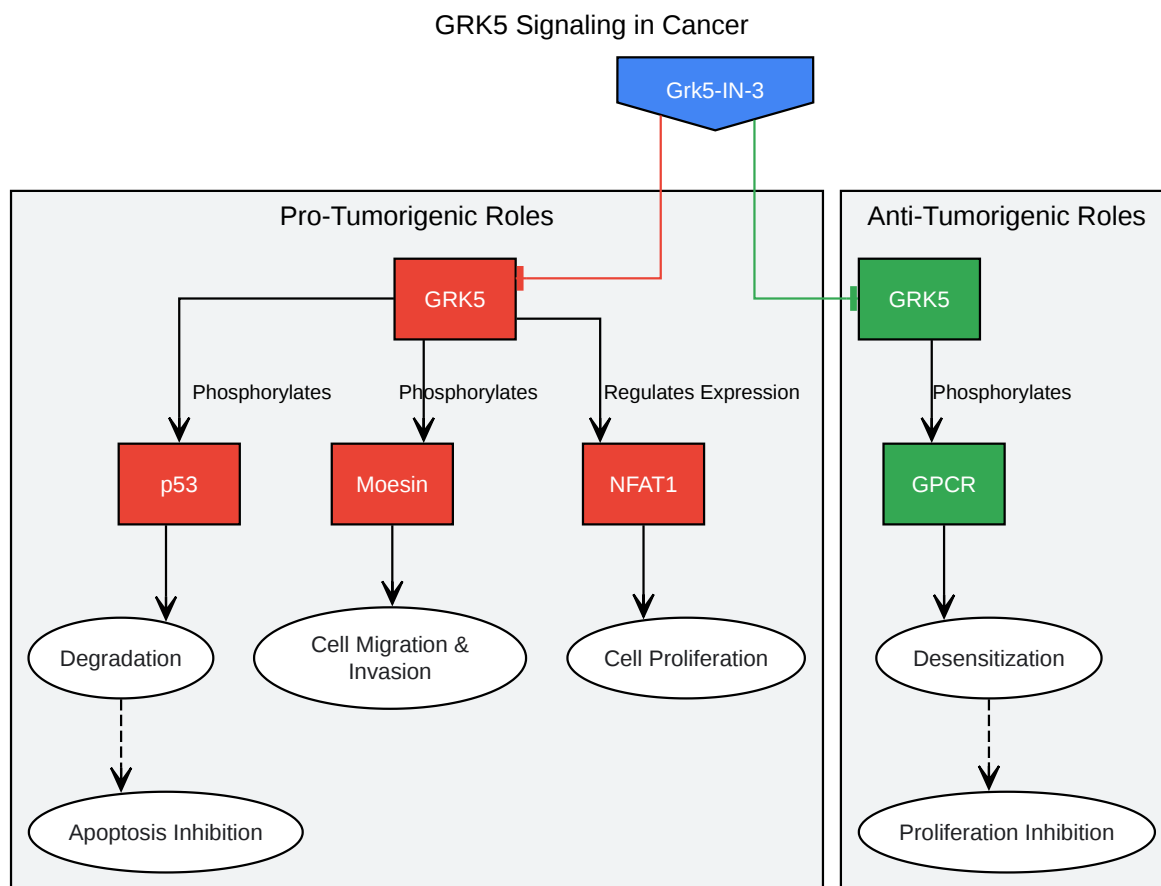 GRK5 Signaling in Cancer
Grk5-IN-3
Pro-Tumorigenic Roles
Anti-Tumorigenic Roles
GRK5
GRK5
Phosphorylates
Phosphorylates
Regulates Expression
Phosphorylates
p53
Moesin
NFAT1
GPCR
Degradation
Cell Migration &
Invasion
Cell Proliferation
Desensitization
Apoptosis Inhibition
Proliferation Inhibition